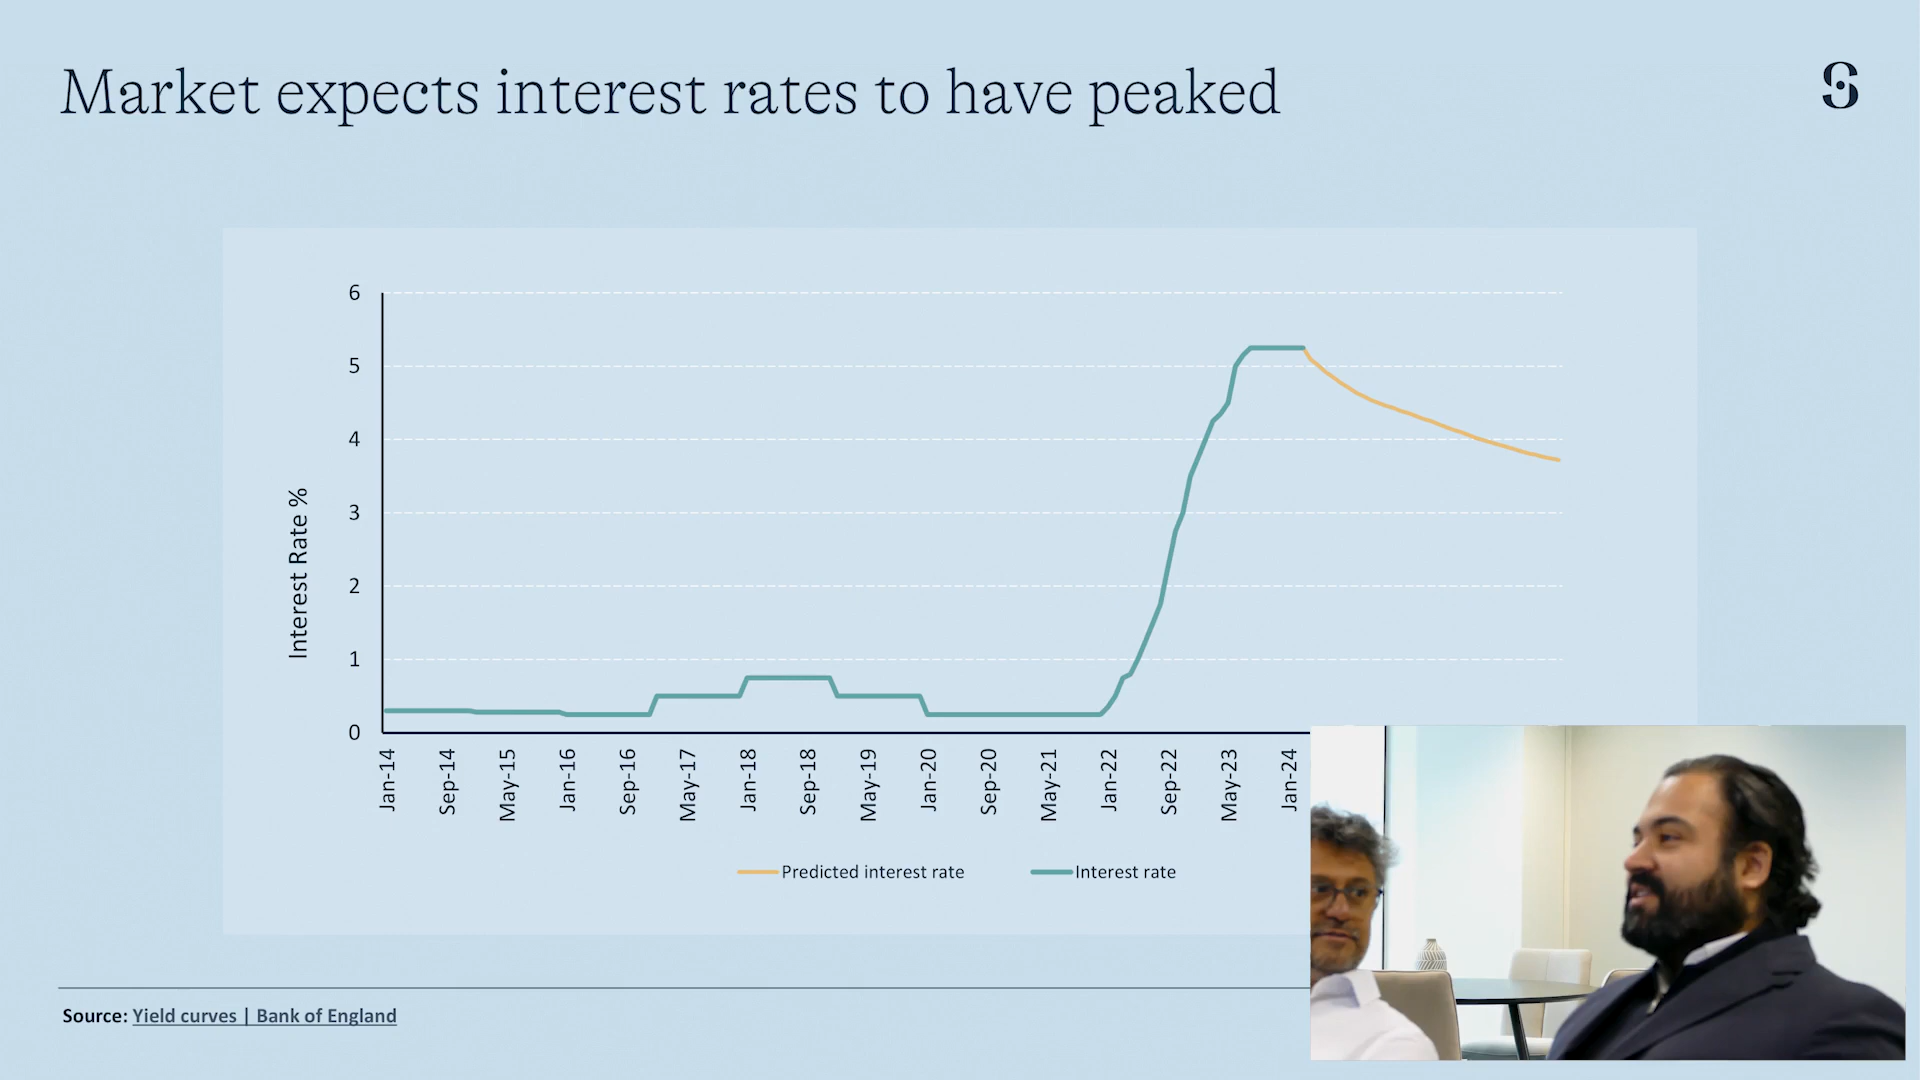 Market expects interest rates to have peaked
6
5
4
3
2
1
0
Interest Rate %
Jan-14
Sep-14
May-15
Jan-16
Sep-16
May-17
Jan-18
Sep-18
May-19
Jan-20
Sep-20
May-21
Jan-22
Sep-22
May-23
Jan-24
Predicted interest rate
Interest rate
Source: Yield curves | Bank of England